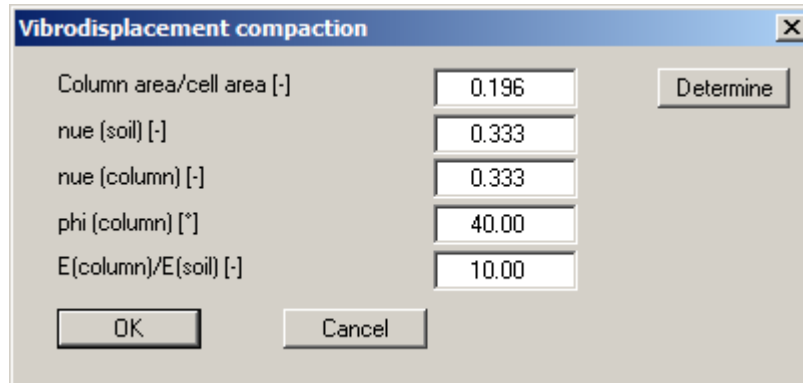 Vibrodisplacement compaction
Column area/cell area [-] 0.196 Determine
nue (soil) [-] 0.333
nue (column) [-] 0.333
phi (column) [°] 40.00
E(column)/E(soil) [-] 10.00
OK Cancel